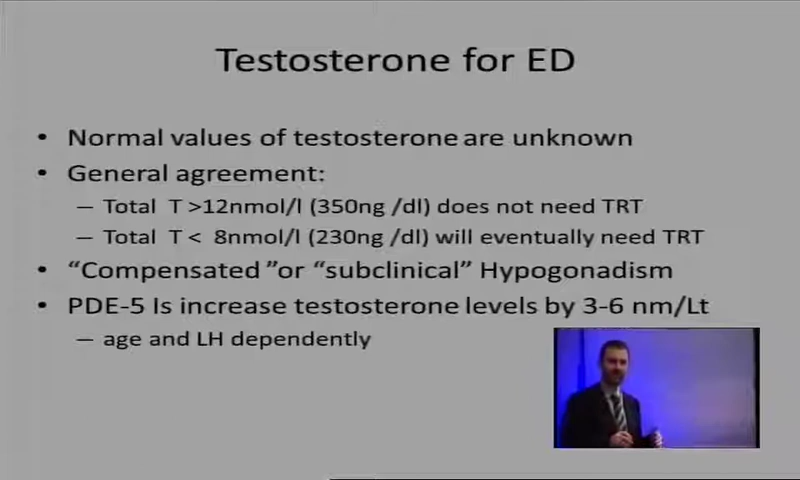 Testosterone for ED
• Normal values of testosterone are unknown
• General agreement:
– Total T >12nmol/l (350ng /dl) does not need TRT
– Total T < 8nmol/l (230ng /dl) will eventually need TRT
• “Compensated ”or “subclinical” Hypogonadism
• PDE-5 Is increase testosterone levels by 3-6 nm/Lt
– age and LH dependently